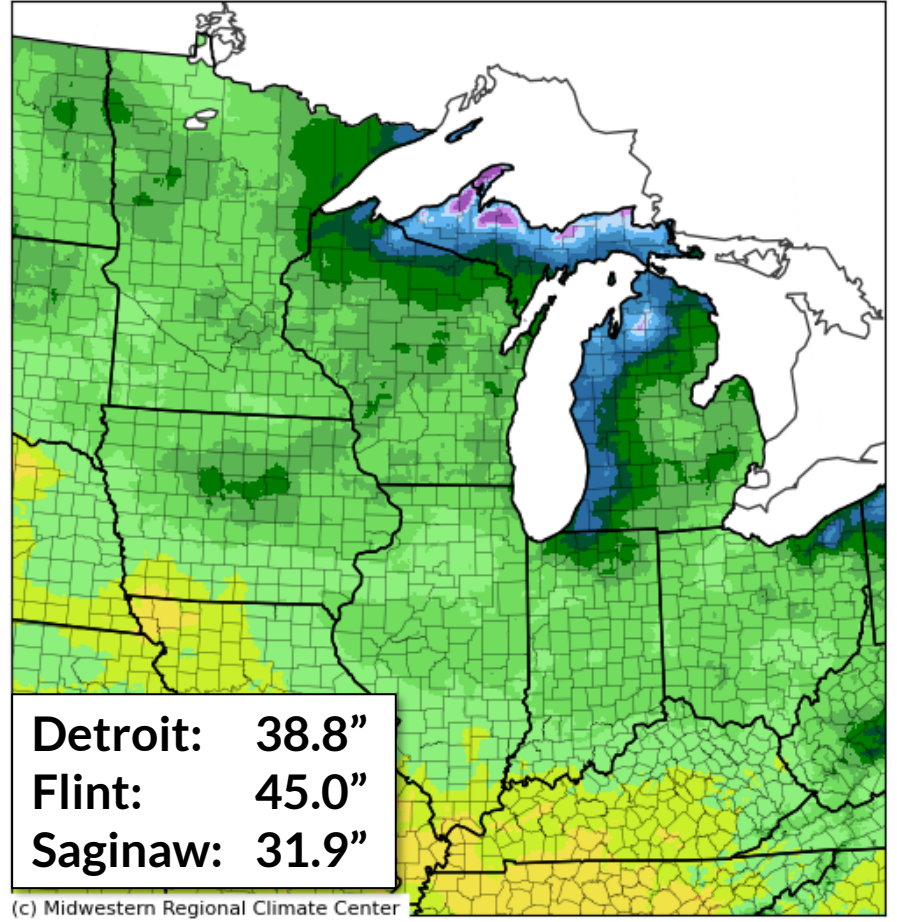 Detroit: 38.8”
Flint: 45.0”
Saginaw: 31.9”
(c) Midwestern Regional Climate Center